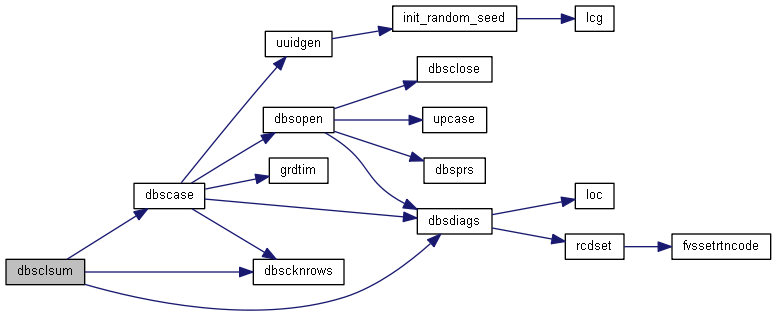 init_random_seed
lcg
uuidgen
dbsclose
dbsopen
upcase
grdtim
dbsprs
dbscase
loc
dbsdiags
rcdset
fvssetrtncode
dbsclsum
dbscknrows